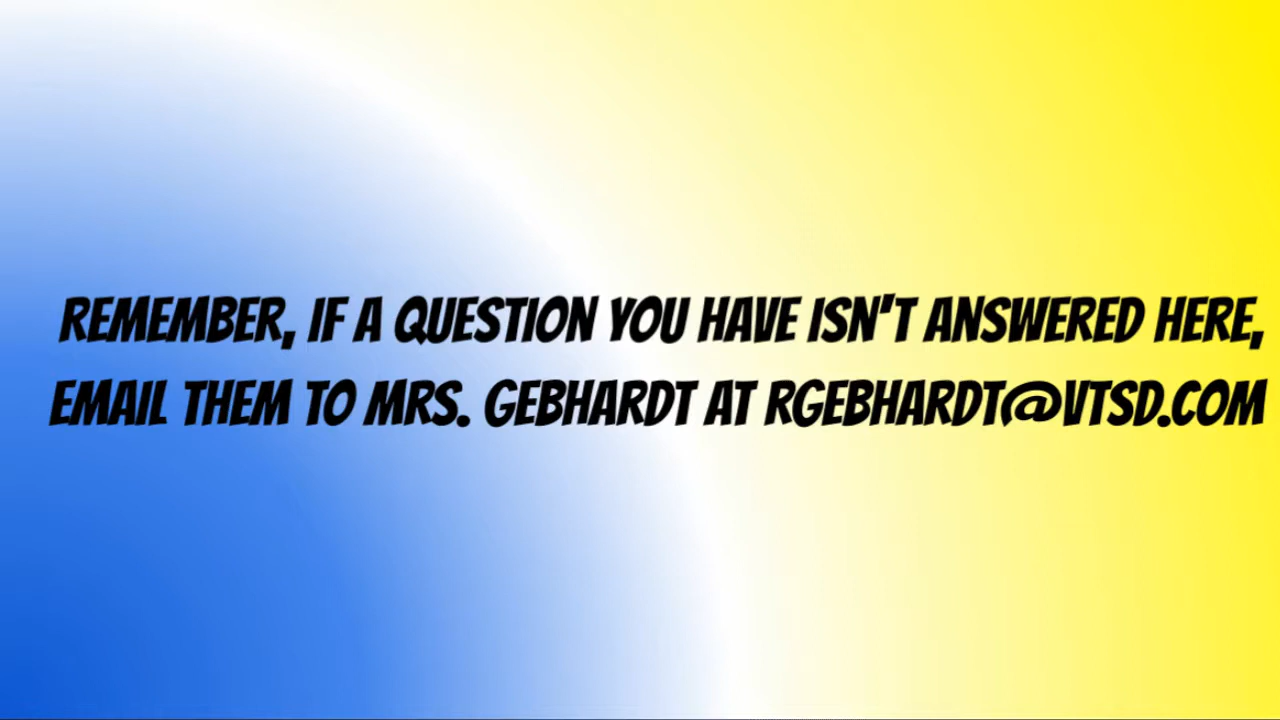 REMEMBER, IF A QUESTION YOU HAVE ISN'T ANSWERED HERE,
EMAIL THEM TO MRS. GEBHARDT AT RGEBHARDT@VTSD.COM